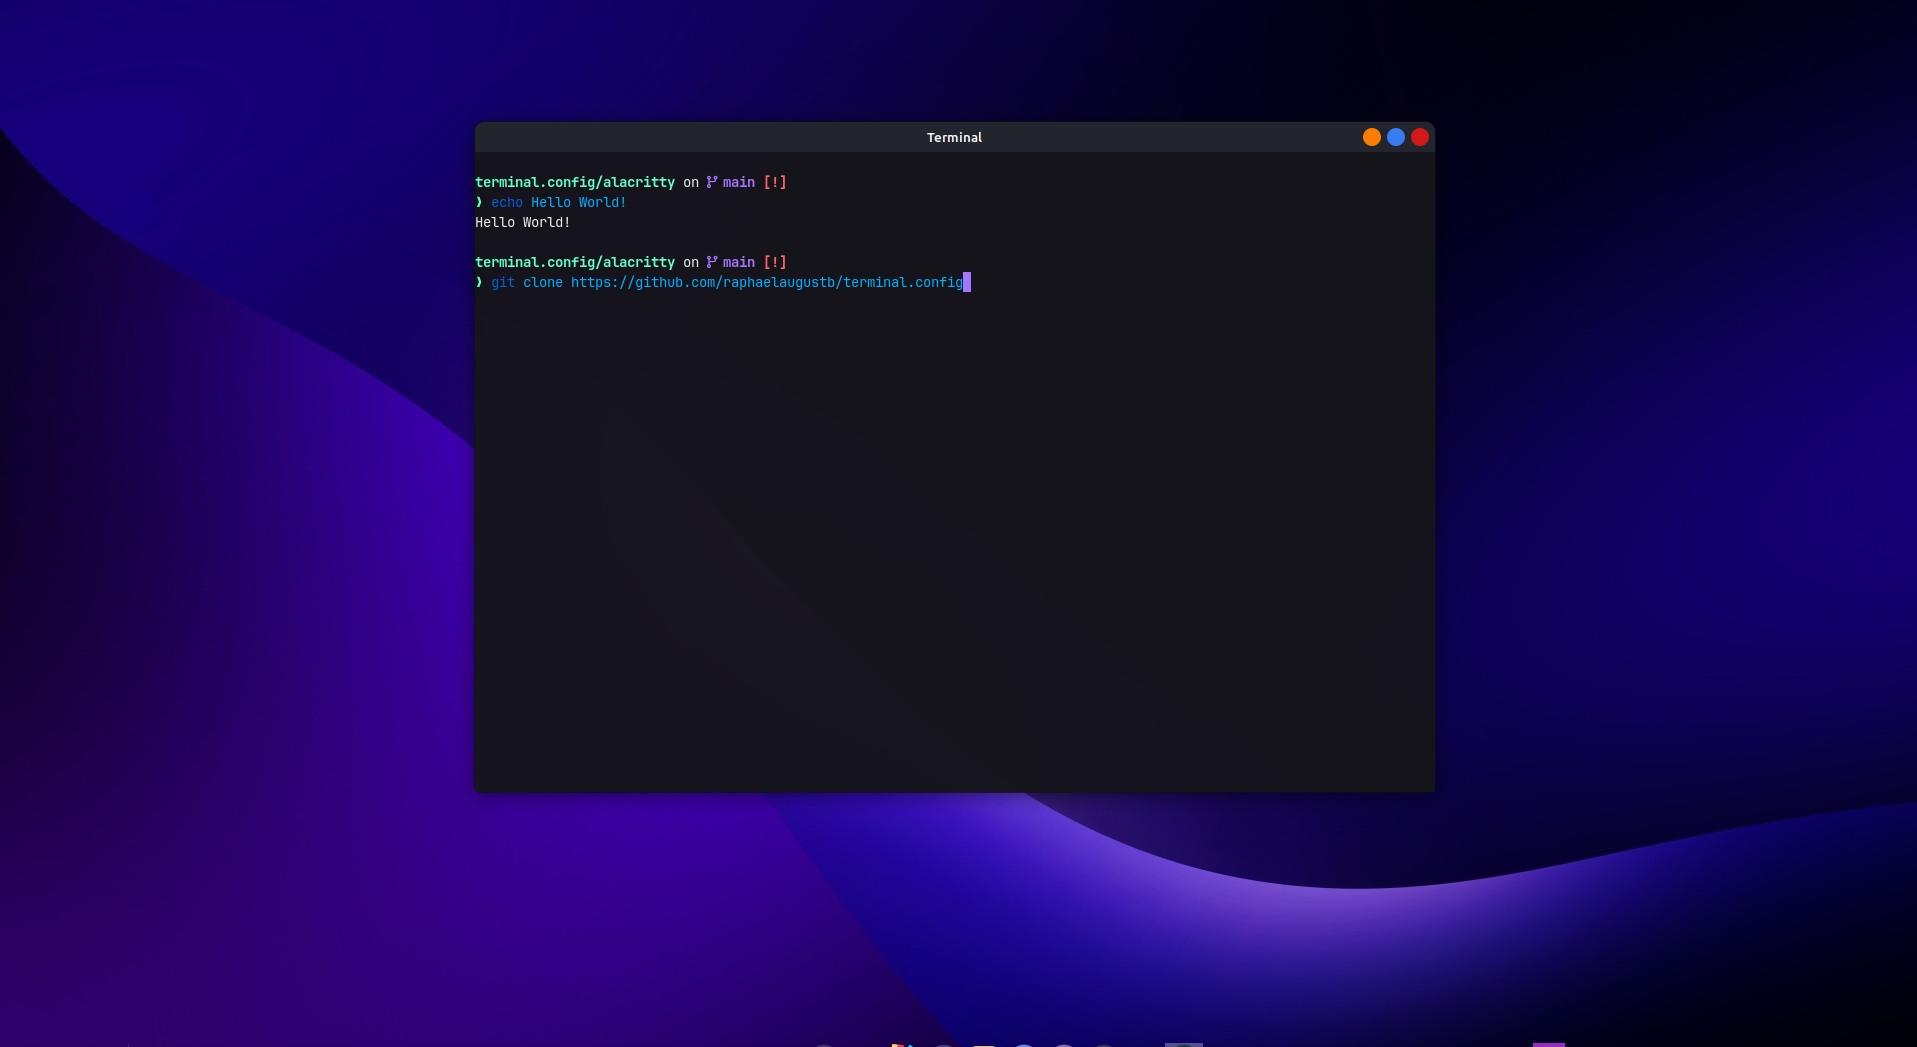 Terminal
terminal.config/alacritty on main [!]
❯ echo Hello World!
Hello World!
terminal.config/alacritty on main [!]
❯ git clone https://github.com/raphaelaugustb/terminal.config